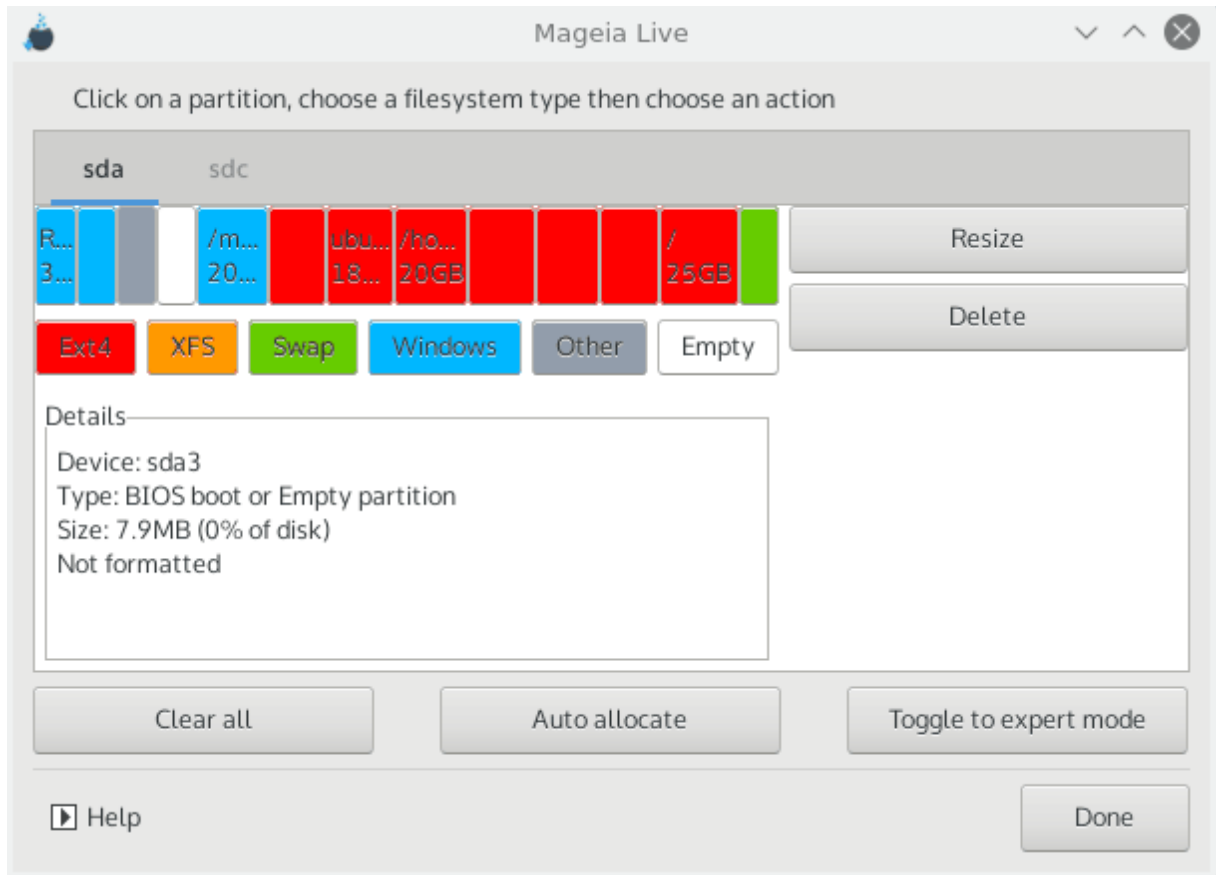 Mageia Live
Click on a partition, choose a filesystem type then choose an action
sda sdc
R... /m... ubu... /ho... /
3... 20... 18... 20GB 25GB
Resize
Delete
Ext4 XFS Swap Windows Other Empty
Details
Device: sda3
Type: BIOS boot or Empty partition
Size: 7.9MB (0% of disk)
Not formatted
Clear all Auto allocate Toggle to expert mode
Help Done